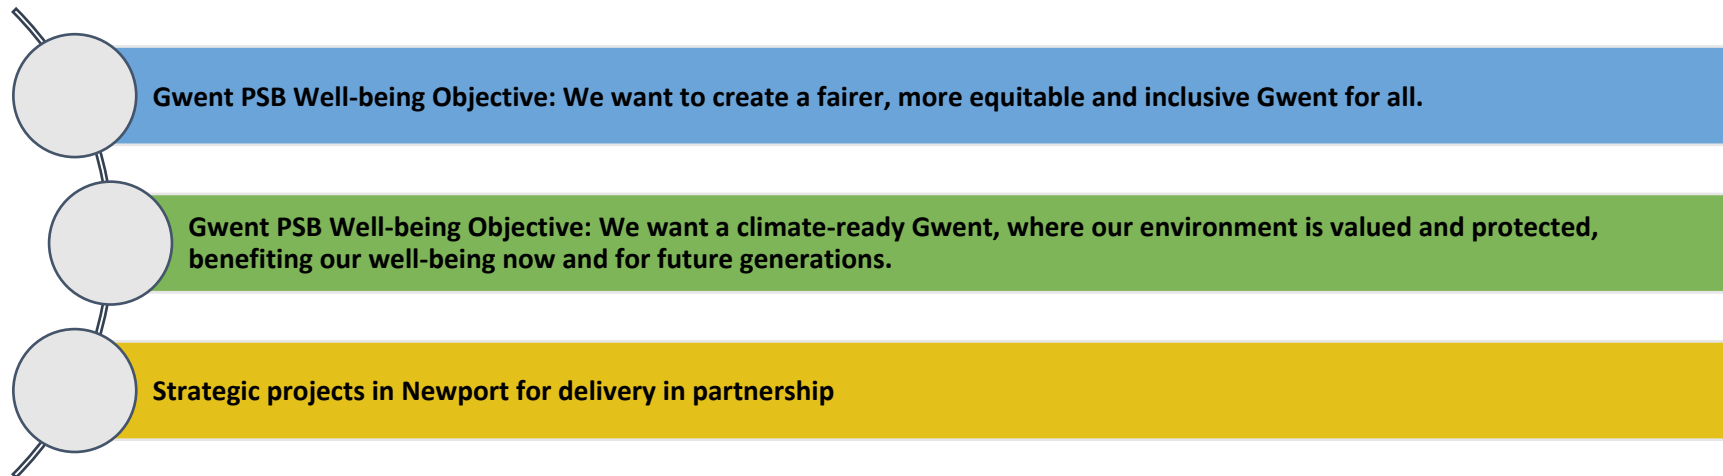 Gwent PSB Well-being Objective: We want to create a fairer, more equitable and inclusive Gwent for all.
Gwent PSB Well-being Objective: We want a climate-ready Gwent, where our environment is valued and protected,
benefiting our well-being now and for future generations.
Strategic projects in Newport for delivery in partnership